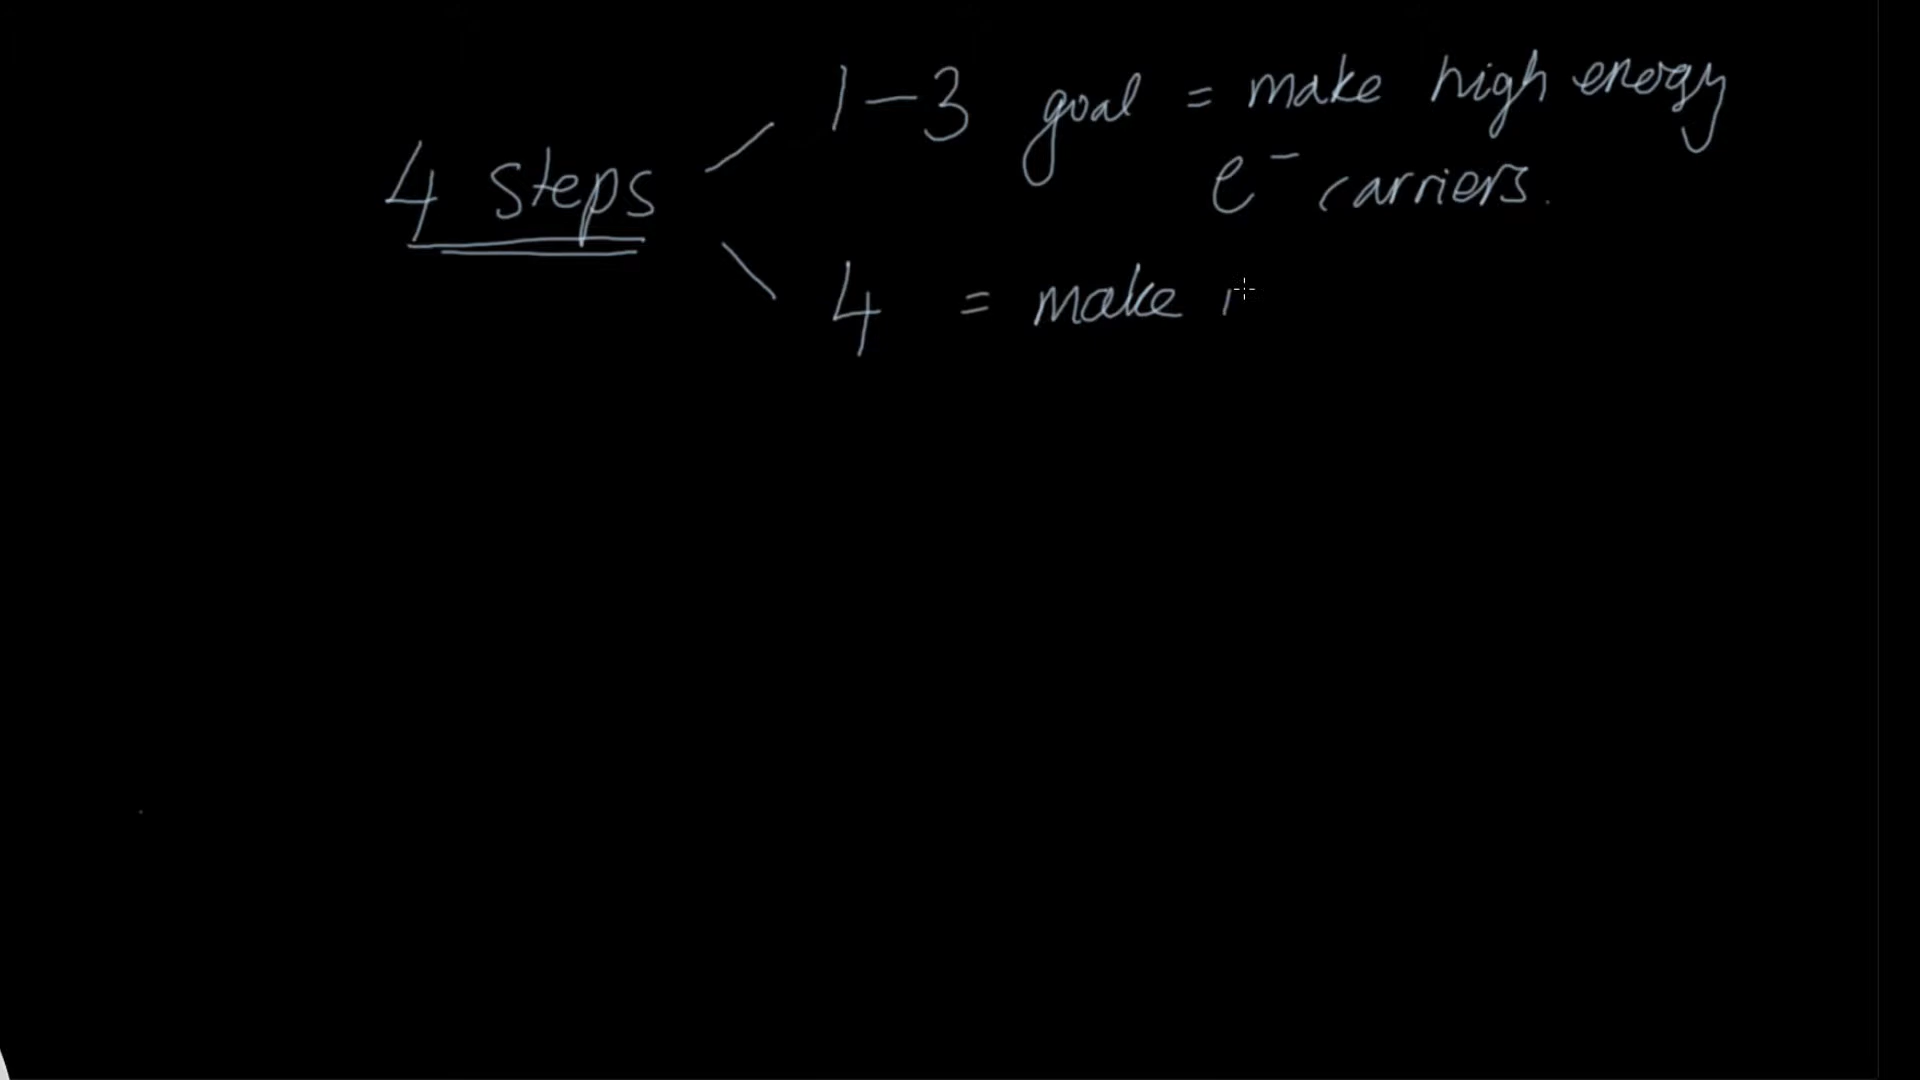 1-3 goal = make high energy
4 steps
e⁻ carriers.
4 = make